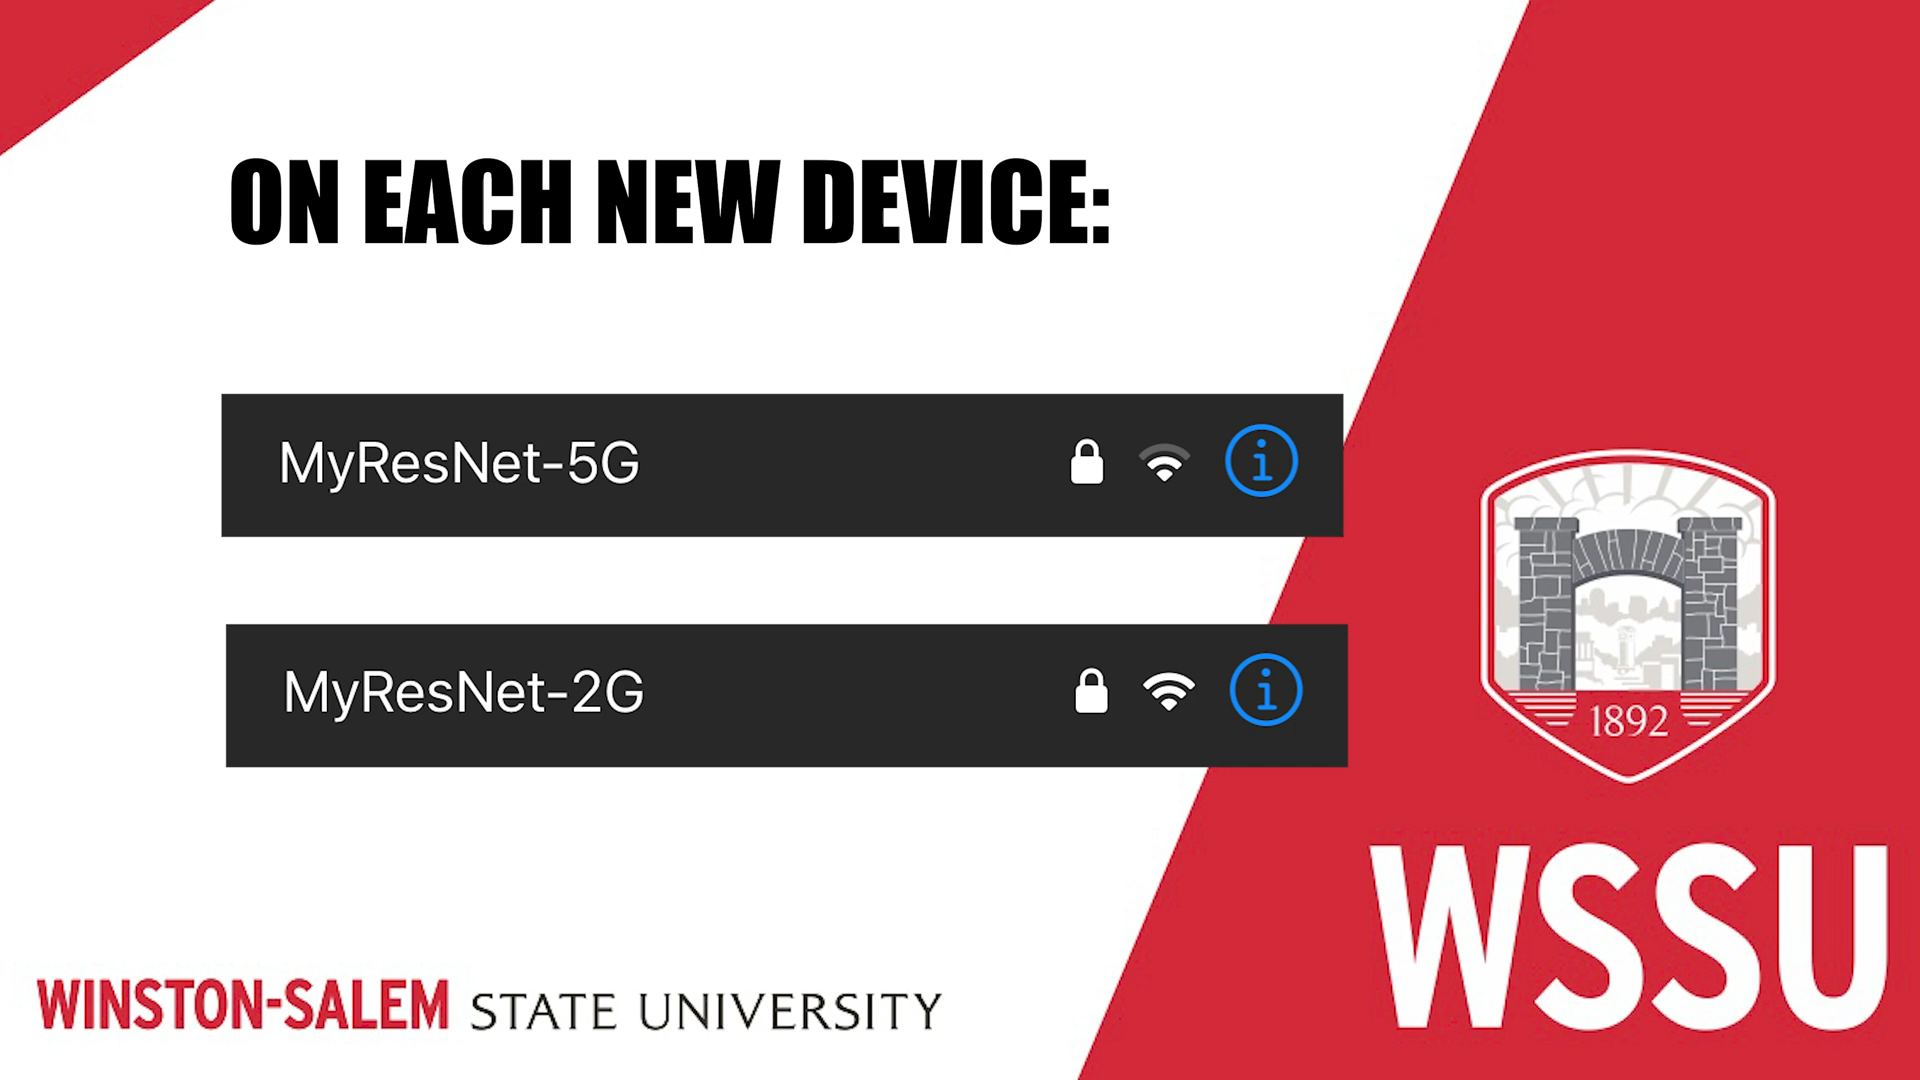 ON EACH NEW DEVICE:
MyResNet-5G
MyResNet-2G
1892
WSSU
WINSTON-SALEM STATE UNIVERSITY